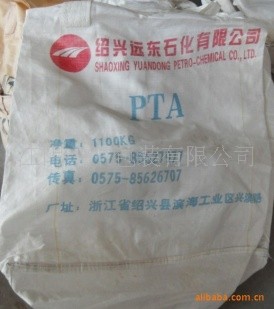 绍兴远东石化有限公司
SHAOXING YUANDONG PETRO-CHEMICAL CO., LTD.
PTA
净重: 1100KG
电话: 0575-
传真: 0575-85626707
厂址: 浙江省绍兴县滨海工业区兴
alibaba.com.cn